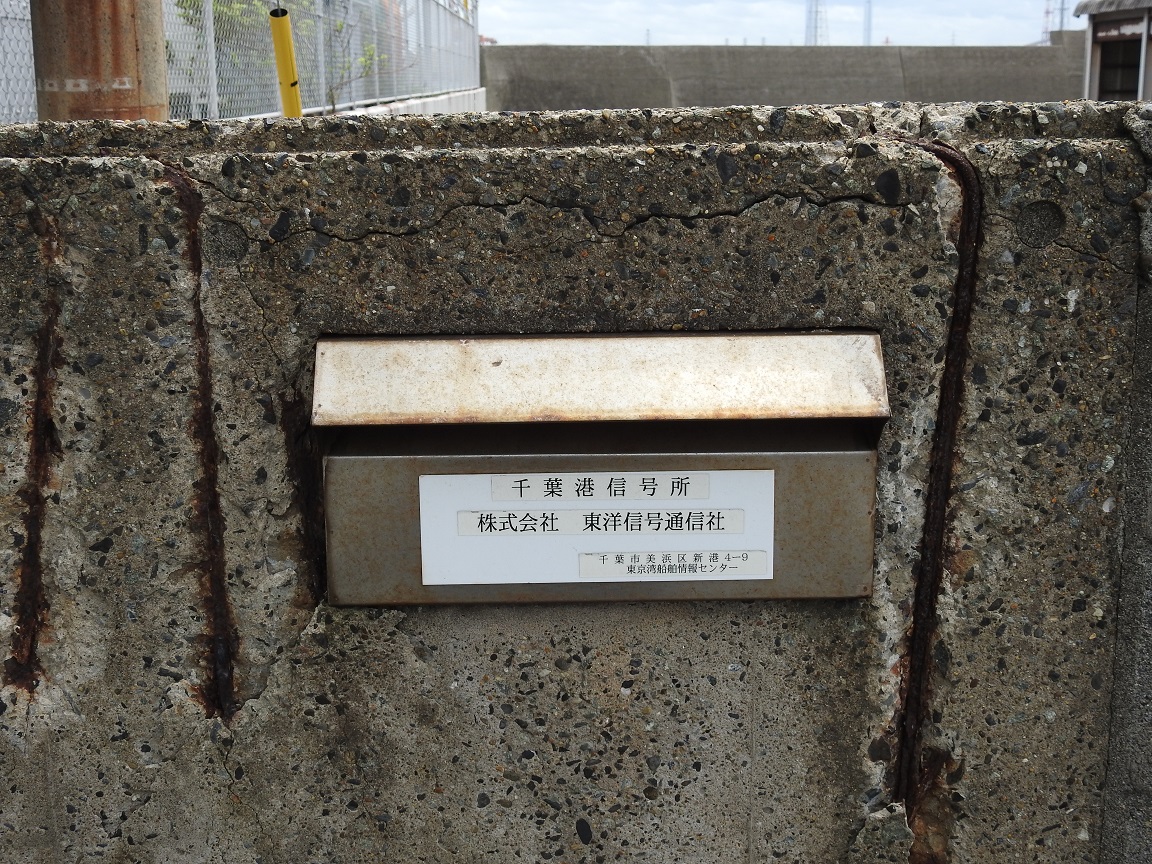 千葉港信号所
株式会社　東洋信号通信社
千葉市美浜区新港 4−9
東京湾船舶情報センター